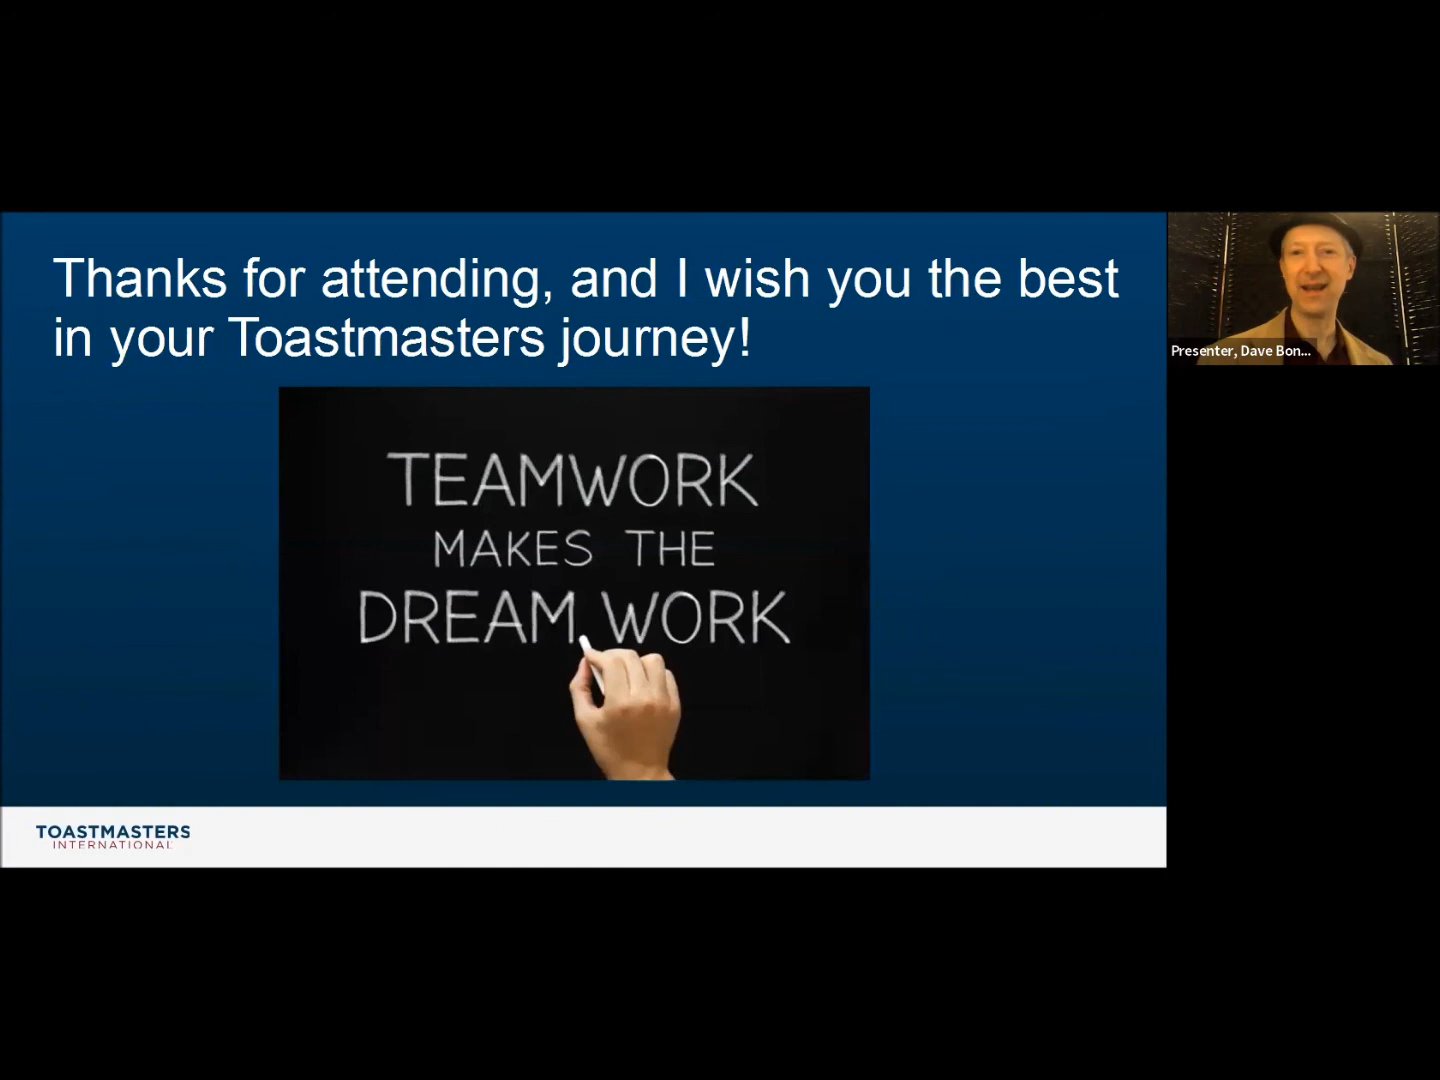 Thanks for attending, and I wish you the best
in your Toastmasters journey!
Presenter, Dave Bon...
TEAMWORK
MAKES THE
DREAM WORK
TOASTMASTERS
INTERNATIONAL